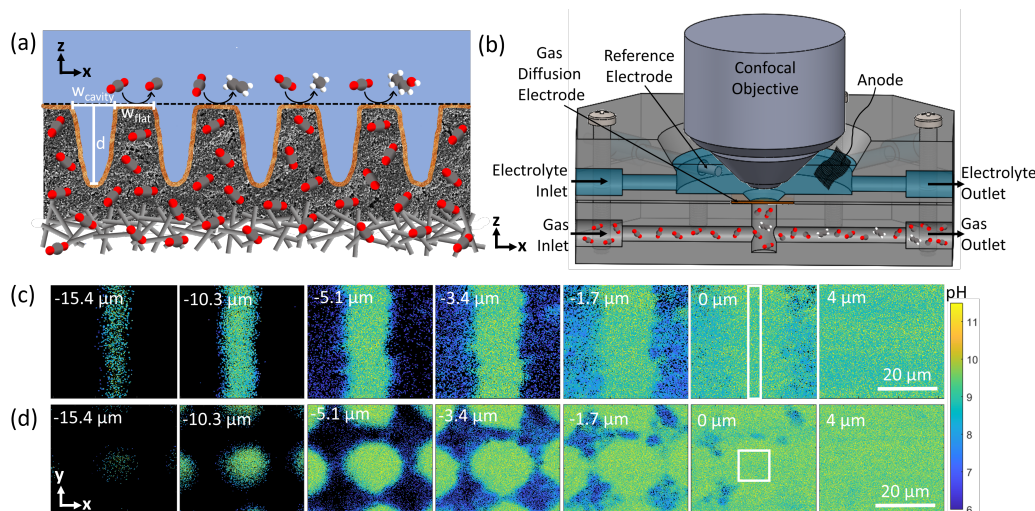 (a)
z
x
w_cavity
w_flat
d
z
x
(b)
Gas
Diffusion
Electrode
Reference
Electrode
Confocal
Objective
Anode
Electrolyte
Inlet
Electrolyte
Outlet
Gas
Inlet
Gas
Outlet
(c)
-15.4 μm
-10.3 μm
-5.1 μm
-3.4 μm
-1.7 μm
0 μm
4 μm
20 μm
pH
11
10
9
8
7
6
(d)
-15.4 μm
-10.3 μm
-5.1 μm
-3.4 μm
-1.7 μm
0 μm
4 μm
20 μm
y
x